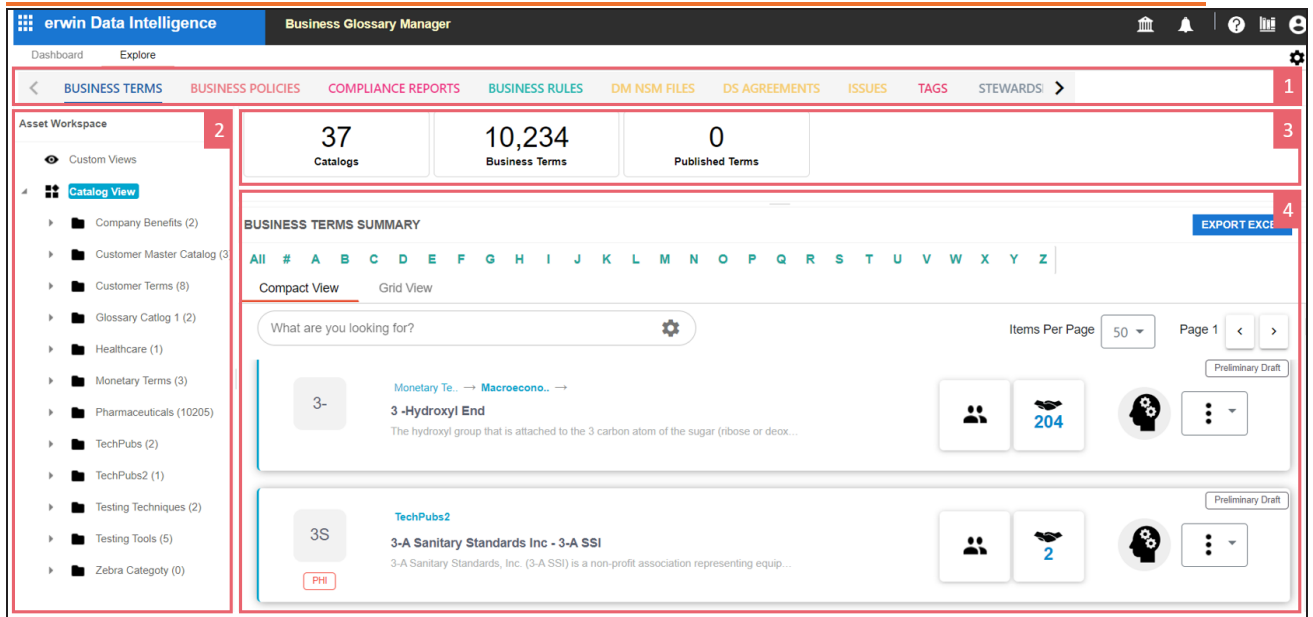 erwin Data Intelligence Business Glossary Manager
Dashboard Explore
BUSINESS TERMS BUSINESS POLICIES COMPLIANCE REPORTS BUSINESS RULES DM NSM FILES DS AGREEMENTS ISSUES TAGS STEWARDS 1
Asset Workspace 2
Custom Views
Catalog View
Company Benefits (2)
Customer Master Catalog (3
Customer Terms (8)
Glossary Catlog 1 (2)
Healthcare (1)
Monetary Terms (3)
Pharmaceuticals (10205)
TechPubs (2)
TechPubs2 (1)
Testing Techniques (2)
Testing Tools (5)
Zebra Categoty (0)
37 10,234 0 3
Catalogs Business Terms Published Terms
4
BUSINESS TERMS SUMMARY EXPORT EXCE
All # A B C D E F G H I J K L M N O P Q R S T U V W X Y Z
Compact View Grid View
What are you looking for? Items Per Page 50 Page 1
Preliminary Draft
Monetary Te.. → Macroecono.. →
3- 3 -Hydroxyl End
The hydroxyl group that is attached to the 3 carbon atom of the sugar (ribose or deox...
204
Preliminary Draft
TechPubs2
3S 3-A Sanitary Standards Inc - 3-A SSI
3-A Sanitary Standards, Inc. (3-A SSI) is a non-profit association representing equip...
2
PHI